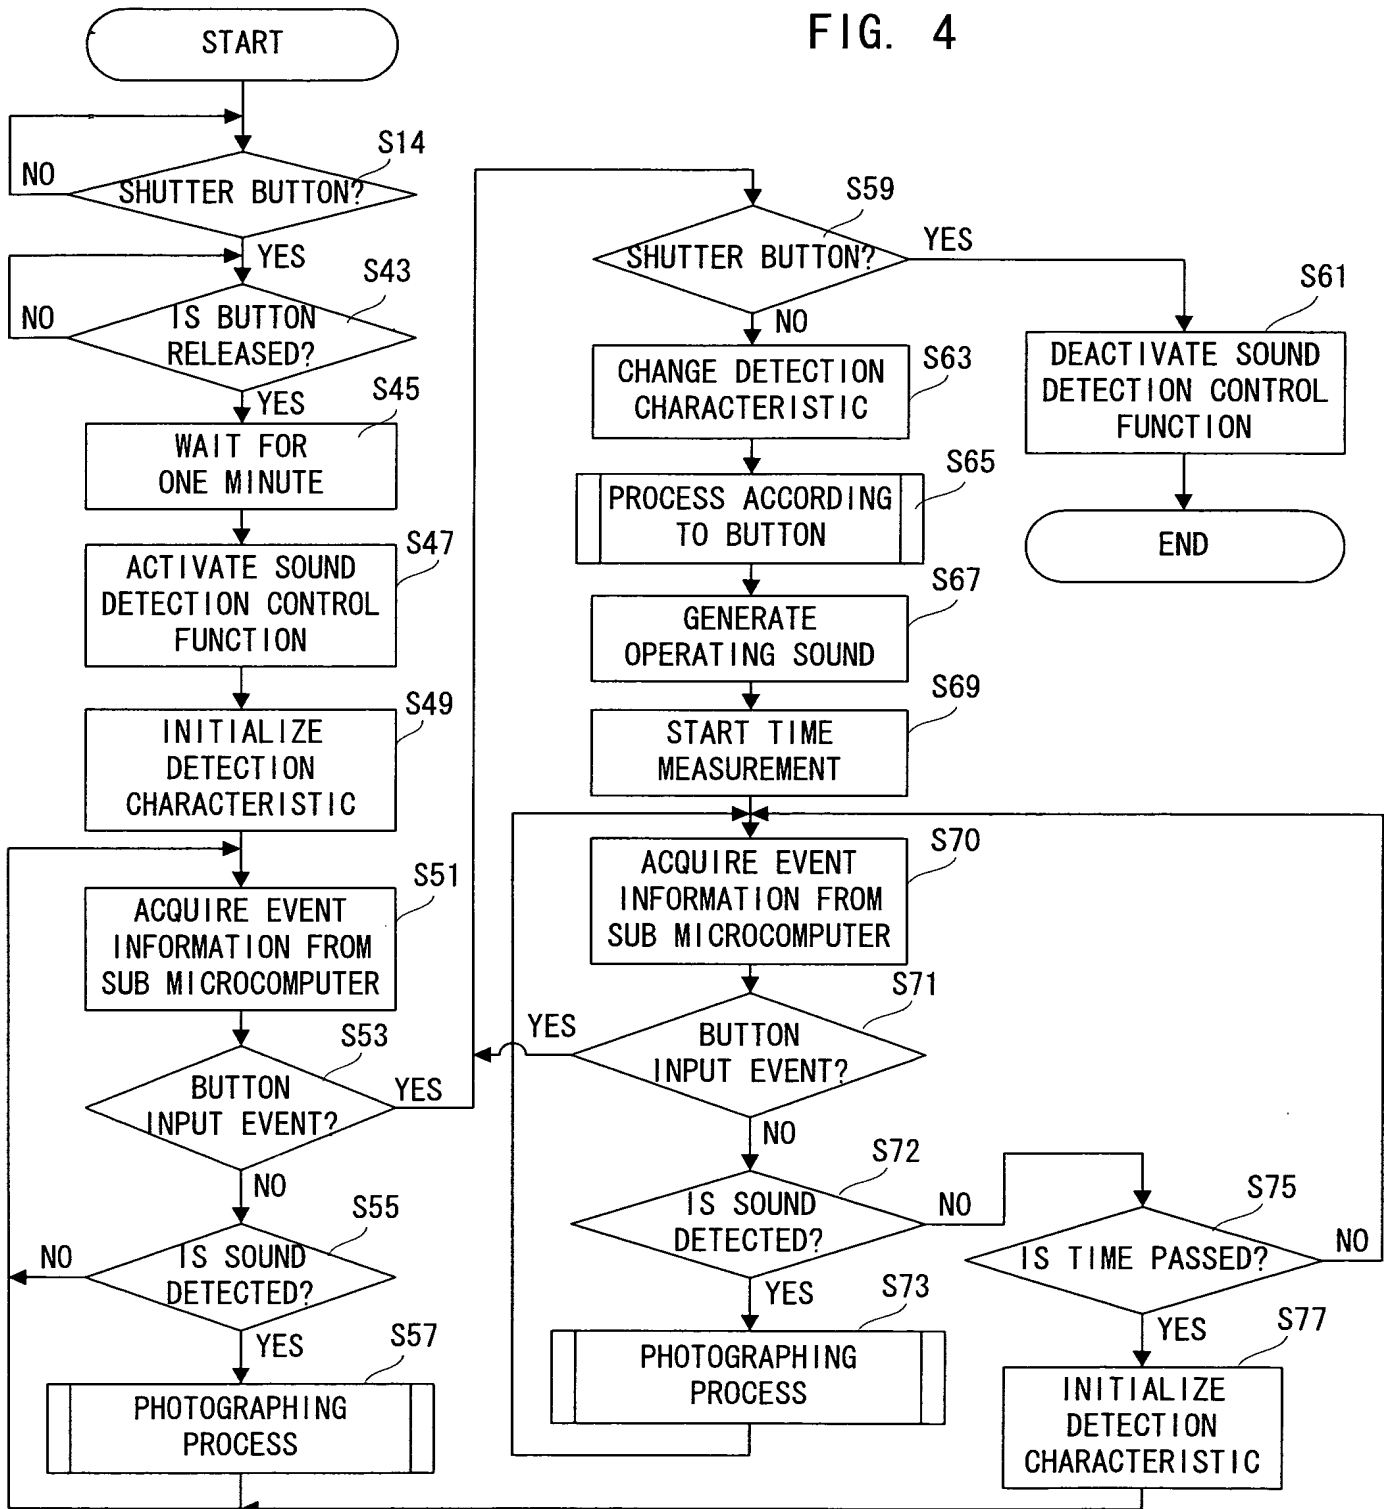 FIG. 4
START
S14
NO
SHUTTER BUTTON?
YES
S43
NO
IS BUTTON
RELEASED?
YES
S45
WAIT FOR
ONE MINUTE
S47
ACTIVATE SOUND
DETECTION CONTROL
FUNCTION
S49
INITIALIZE
DETECTION
CHARACTERISTIC
S51
ACQUIRE EVENT
INFORMATION FROM
SUB MICROCOMPUTER
S53
BUTTON
INPUT EVENT?
YES
NO
S55
NO
IS SOUND
DETECTED?
YES
S57
PHOTOGRAPHING
PROCESS
S59
SHUTTER BUTTON?
YES
NO
S61
DEACTIVATE SOUND
DETECTION CONTROL
FUNCTION
END
S63
CHANGE DETECTION
CHARACTERISTIC
S65
PROCESS ACCORDING
TO BUTTON
S67
GENERATE
OPERATING SOUND
S69
START TIME
MEASUREMENT
S70
ACQUIRE EVENT
INFORMATION FROM
SUB MICROCOMPUTER
S71
YES
BUTTON
INPUT EVENT?
NO
S72
IS SOUND
DETECTED?
NO
YES
S73
PHOTOGRAPHING
PROCESS
S75
IS TIME PASSED?
NO
YES
S77
INITIALIZE
DETECTION
CHARACTERISTIC